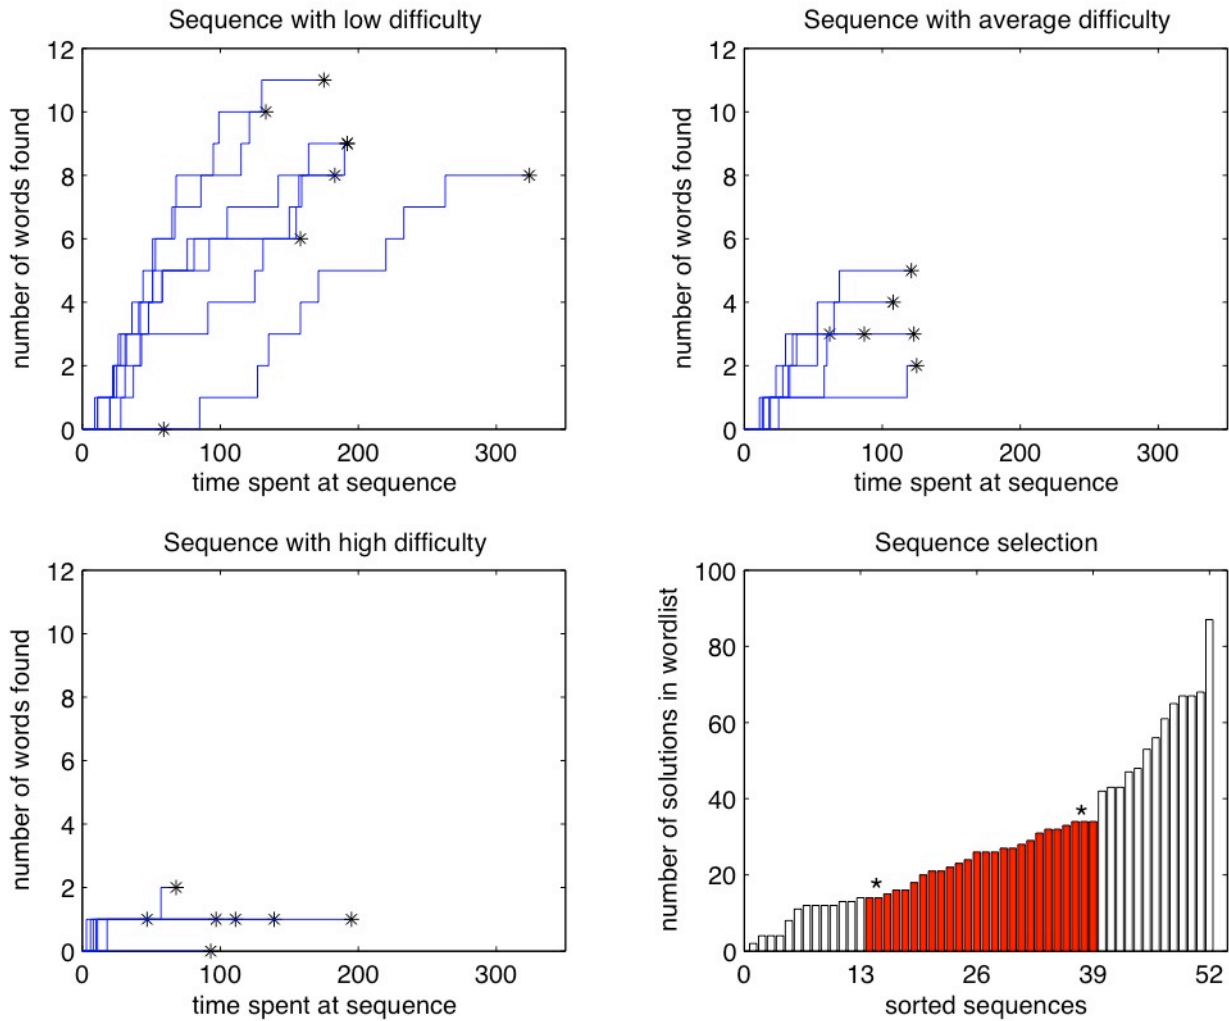 Sequence with low difficulty
12
10
8
6
4
2
0
number of words found
0 100 200 300
time spent at sequence
Sequence with average difficulty
12
10
8
6
4
2
0
number of words found
0 100 200 300
time spent at sequence
Sequence with high difficulty
12
10
8
6
4
2
0
number of words found
0 100 200 300
time spent at sequence
Sequence selection
100
80
60
40
20
0
number of solutions in wordlist
* *
0 13 26 39 52
sorted sequences